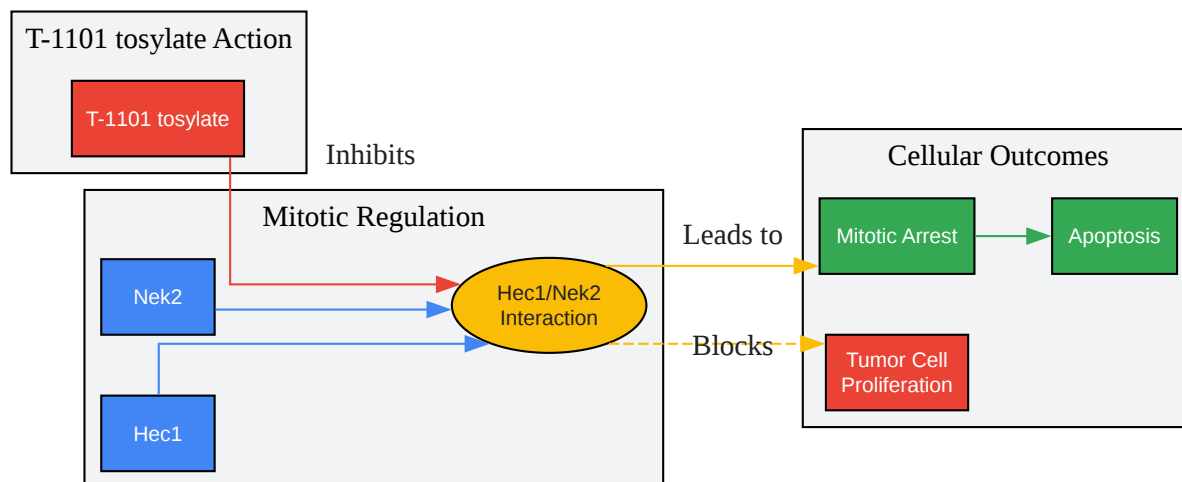 T-1101 tosylate Action
T-1101 tosylate
Inhibits
Mitotic Regulation
Nek2
Hec1
Hec1/Nek2
Interaction
Leads to
Blocks
Cellular Outcomes
Mitotic Arrest
Apoptosis
Tumor Cell
Proliferation